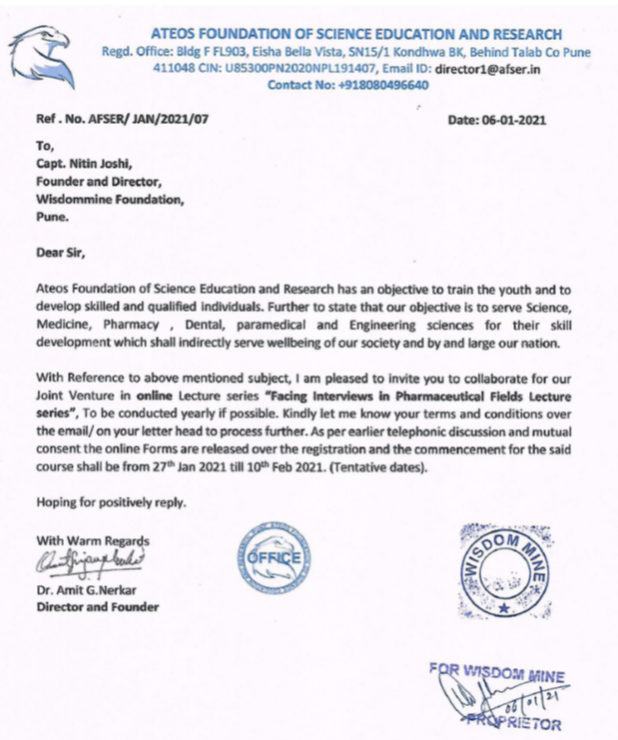 ATEOS FOUNDATION OF SCIENCE EDUCATION AND RESEARCH
Regd. Office: Bldg F FL903, Eisha Bella Vista, SN15/1 Kondhwa BK, Behind Talab Co Pune
411048 CIN: U85300PN2020NPL191407, Email ID: director1@afser.in
Contact No: +918080496640
Ref . No. AFSER/ JAN/2021/07 Date: 06-01-2021
To,
Capt. Nitin Joshi,
Founder and Director,
Wisdommine Foundation,
Pune.
Dear Sir,
Ateos Foundation of Science Education and Research has an objective to train the youth and to
develop skilled and qualified individuals. Further to state that our objective is to serve Science,
Medicine, Pharmacy , Dental, paramedical and Engineering sciences for their skill
development which shall indirectly serve wellbeing of our society and by and large our nation.
With Reference to above mentioned subject, I am pleased to invite you to collaborate for our
Joint Venture in online Lecture series "Facing Interviews in Pharmaceutical Fields Lecture
series", To be conducted yearly if possible. Kindly let me know your terms and conditions over
the email/ on your letter head to process further. As per earlier telephonic discussion and mutual
consent the online Forms are released over the registration and the commencement for the said
course shall be from 27th Jan 2021 till 10th Feb 2021. (Tentative dates).
Hoping for positively reply.
With Warm Regards
Dr. Amit G.Nerkar
Director and Founder
OFFICE
WISDOM MINE
FOR WISDOM MINE
06/01/21
PROPRIETOR